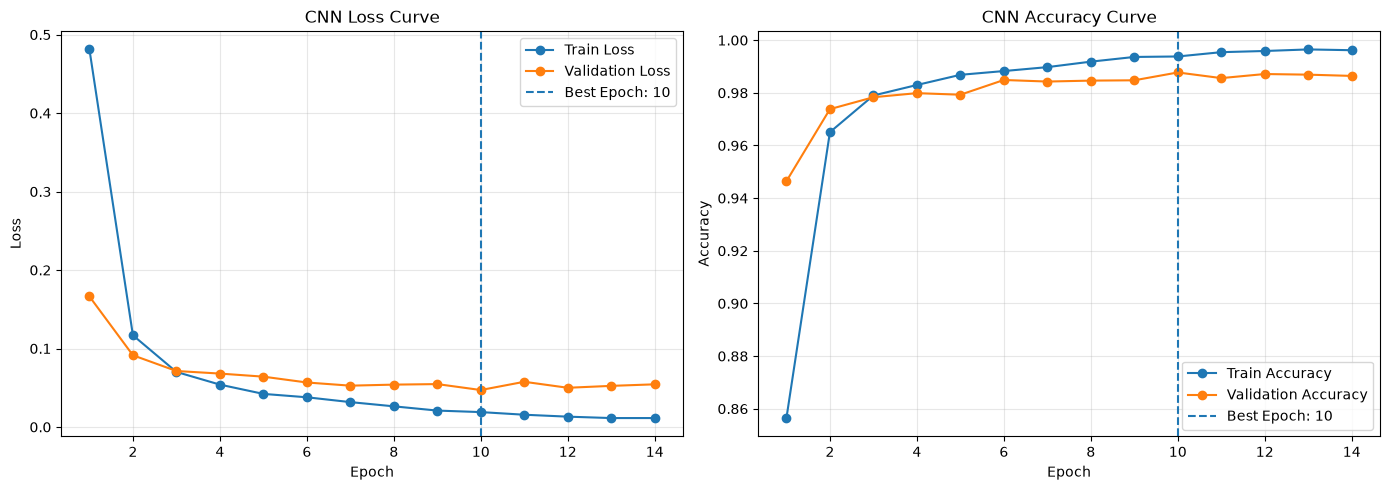 CNN Loss Curve
0.5
0.4
0.3
0.2
0.1
0.0
Loss
Train Loss
Validation Loss
Best Epoch: 10
2 4 6 8 10 12 14
Epoch
CNN Accuracy Curve
1.00
0.98
0.96
0.94
0.92
0.90
0.88
0.86
Accuracy
Train Accuracy
Validation Accuracy
Best Epoch: 10
2 4 6 8 10 12 14
Epoch